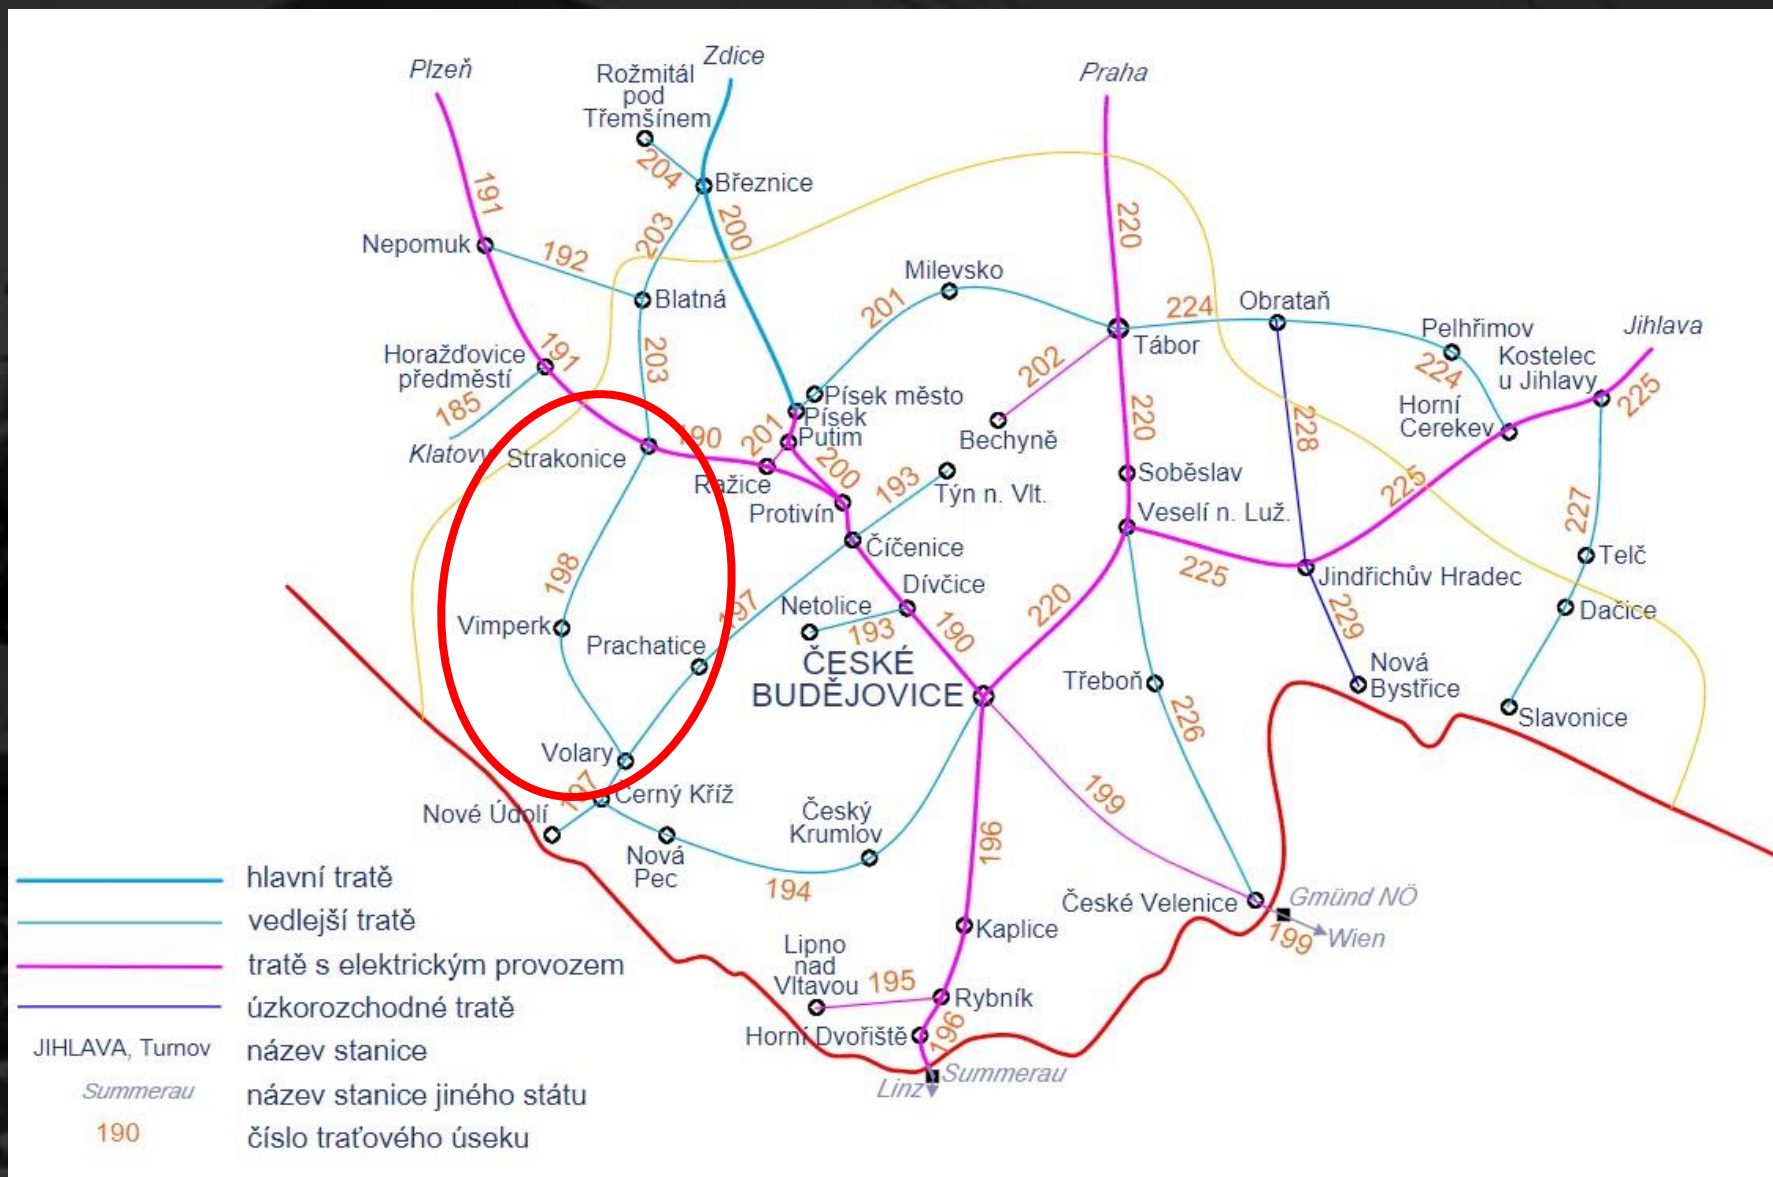 Plzeň
Zdice
Rožmitál
pod
Třemšínem
Praha
204
Březnice
191
203
200
220
Nepomuk
192
Milevsko
Blatná
201
224
Obrataň
Pelhřimov
Jihlava
Horažďovice
předměstí
191
203
Tábor
Kostelec
u Jihlavy
224
225
185
202
Písek město
Písek
Horní
Cerekev
Klatovy
Strakonice
190
201
Putim
Bechyně
220
228
Ražice
200
193
Týn n. Vlt.
Soběslav
225
Protivín
Veselí n. Luž.
227
Číčenice
Telč
198
Dívčice
225
Jindřichův Hradec
Vimperk
197
Netolice
193
190
220
229
Dačice
Prachatice
ČESKÉ
BUDĚJOVICE
Třeboň
Nová
Bystřice
226
Slavonice
Volary
197
Černý Kříž
199
Nové Údolí
Český
Krumlov
Nová
Pec
194
196
České Velenice
Gmünd NÖ
199
Wien
Kaplice
Lipno
nad
Vltavou
195
Rybník
Horní Dvořiště
196
Summerau
Linz
hlavní tratě
vedlejší tratě
tratě s elektrickým provozem
úzkorozchodné tratě
JIHLAVA, Turnov název stanice
Summerau název stanice jiného státu
190 číslo traťového úseku